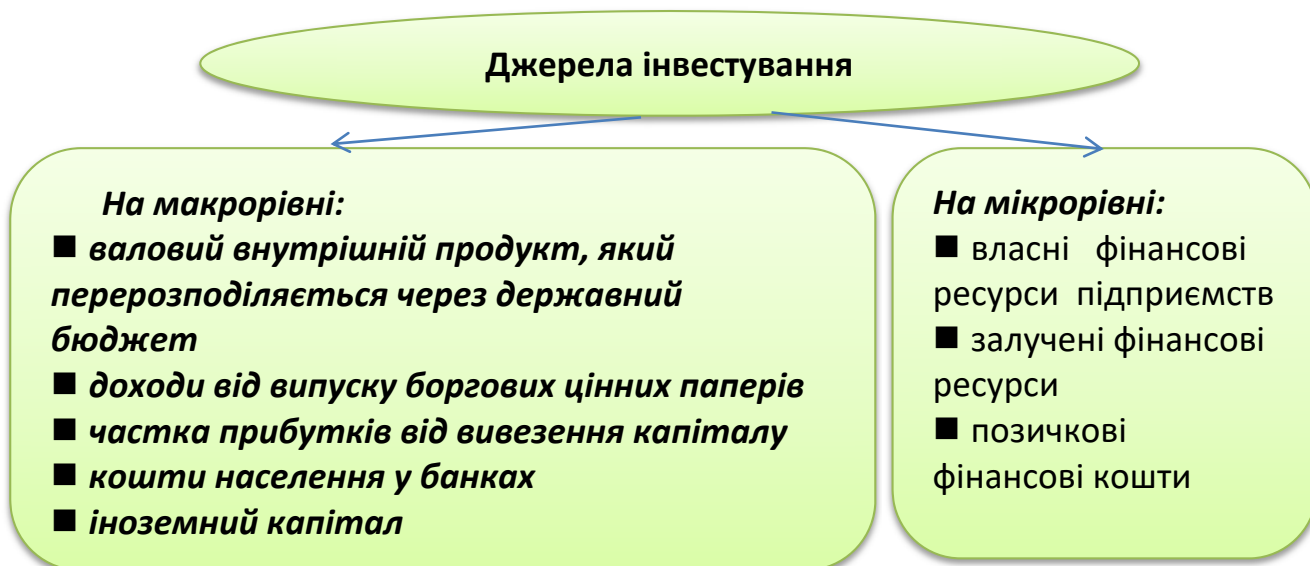 Джерела інвестування
На макрорівні:
■ валовий внутрішній продукт, який
перерозподіляється через державний
бюджет
■ доходи від випуску боргових цінних паперів
■ частка прибутків від вивезення капіталу
■ кошти населення у банках
■ іноземний капітал
На мікрорівні:
■ власні фінансові
ресурси підприємств
■ залучені фінансові
ресурси
■ позичкові
фінансові кошти